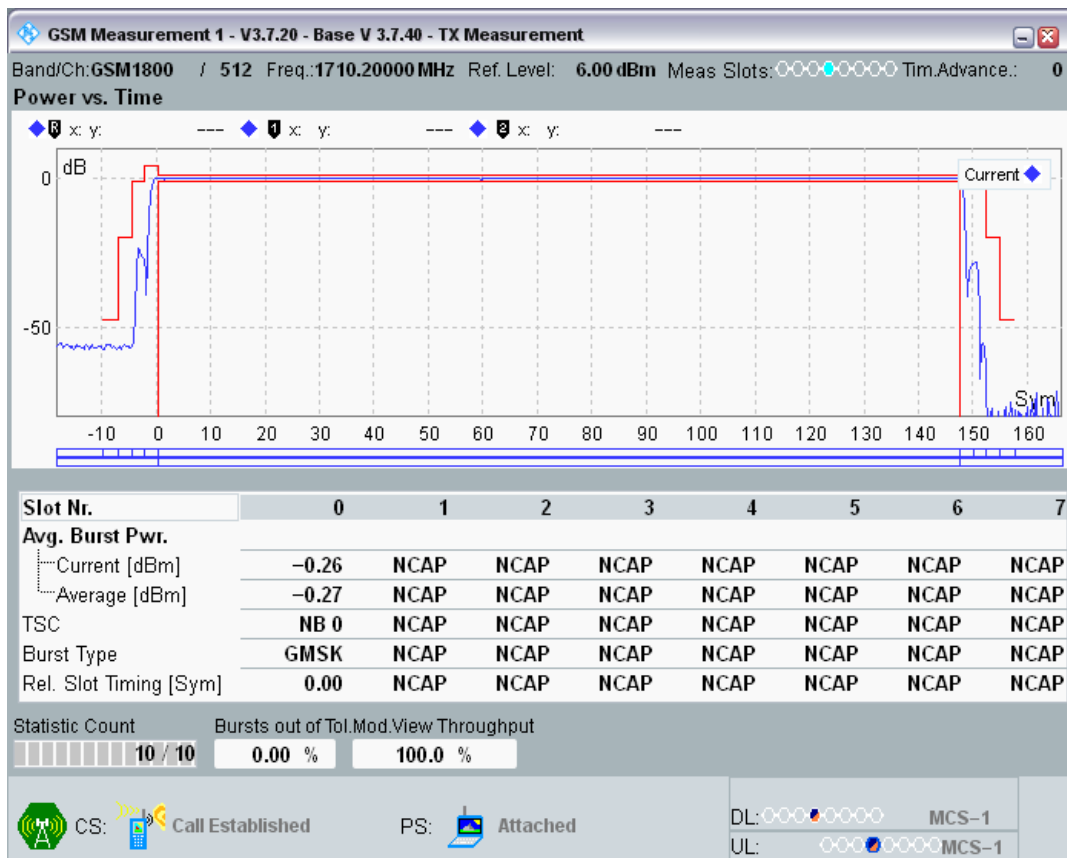 GSM Measurement 1 - V3.7.20 - Base V 3.7.40 - TX Measurement
Band/Ch:GSM1800 / 512 Freq.:1710.20000 MHz Ref. Level: 6.00 dBm Meas Slots: Tim.Advance.: 0
Power vs. Time
R x: y: --- 1 x: y: --- 2 x: y: ---
dB
Current
0
-50
Sym
-10 0 10 20 30 40 50 60 70 80 90 100 110 120 130 140 150 160
Slot Nr. 0 1 2 3 4 5 6 7
Avg. Burst Pwr.
Current [dBm] −0.26 NCAP NCAP NCAP NCAP NCAP NCAP NCAP
Average [dBm] −0.27 NCAP NCAP NCAP NCAP NCAP NCAP NCAP
TSC NB 0 NCAP NCAP NCAP NCAP NCAP NCAP NCAP
Burst Type GMSK NCAP NCAP NCAP NCAP NCAP NCAP NCAP
Rel. Slot Timing [Sym] 0.00 NCAP NCAP NCAP NCAP NCAP NCAP NCAP
Statistic Count Bursts out of Tol.Mod.View Throughput
10 / 10 0.00 % 100.0 %
CS: Call Established PS: Attached
DL: MCS−1
UL: MCS−1